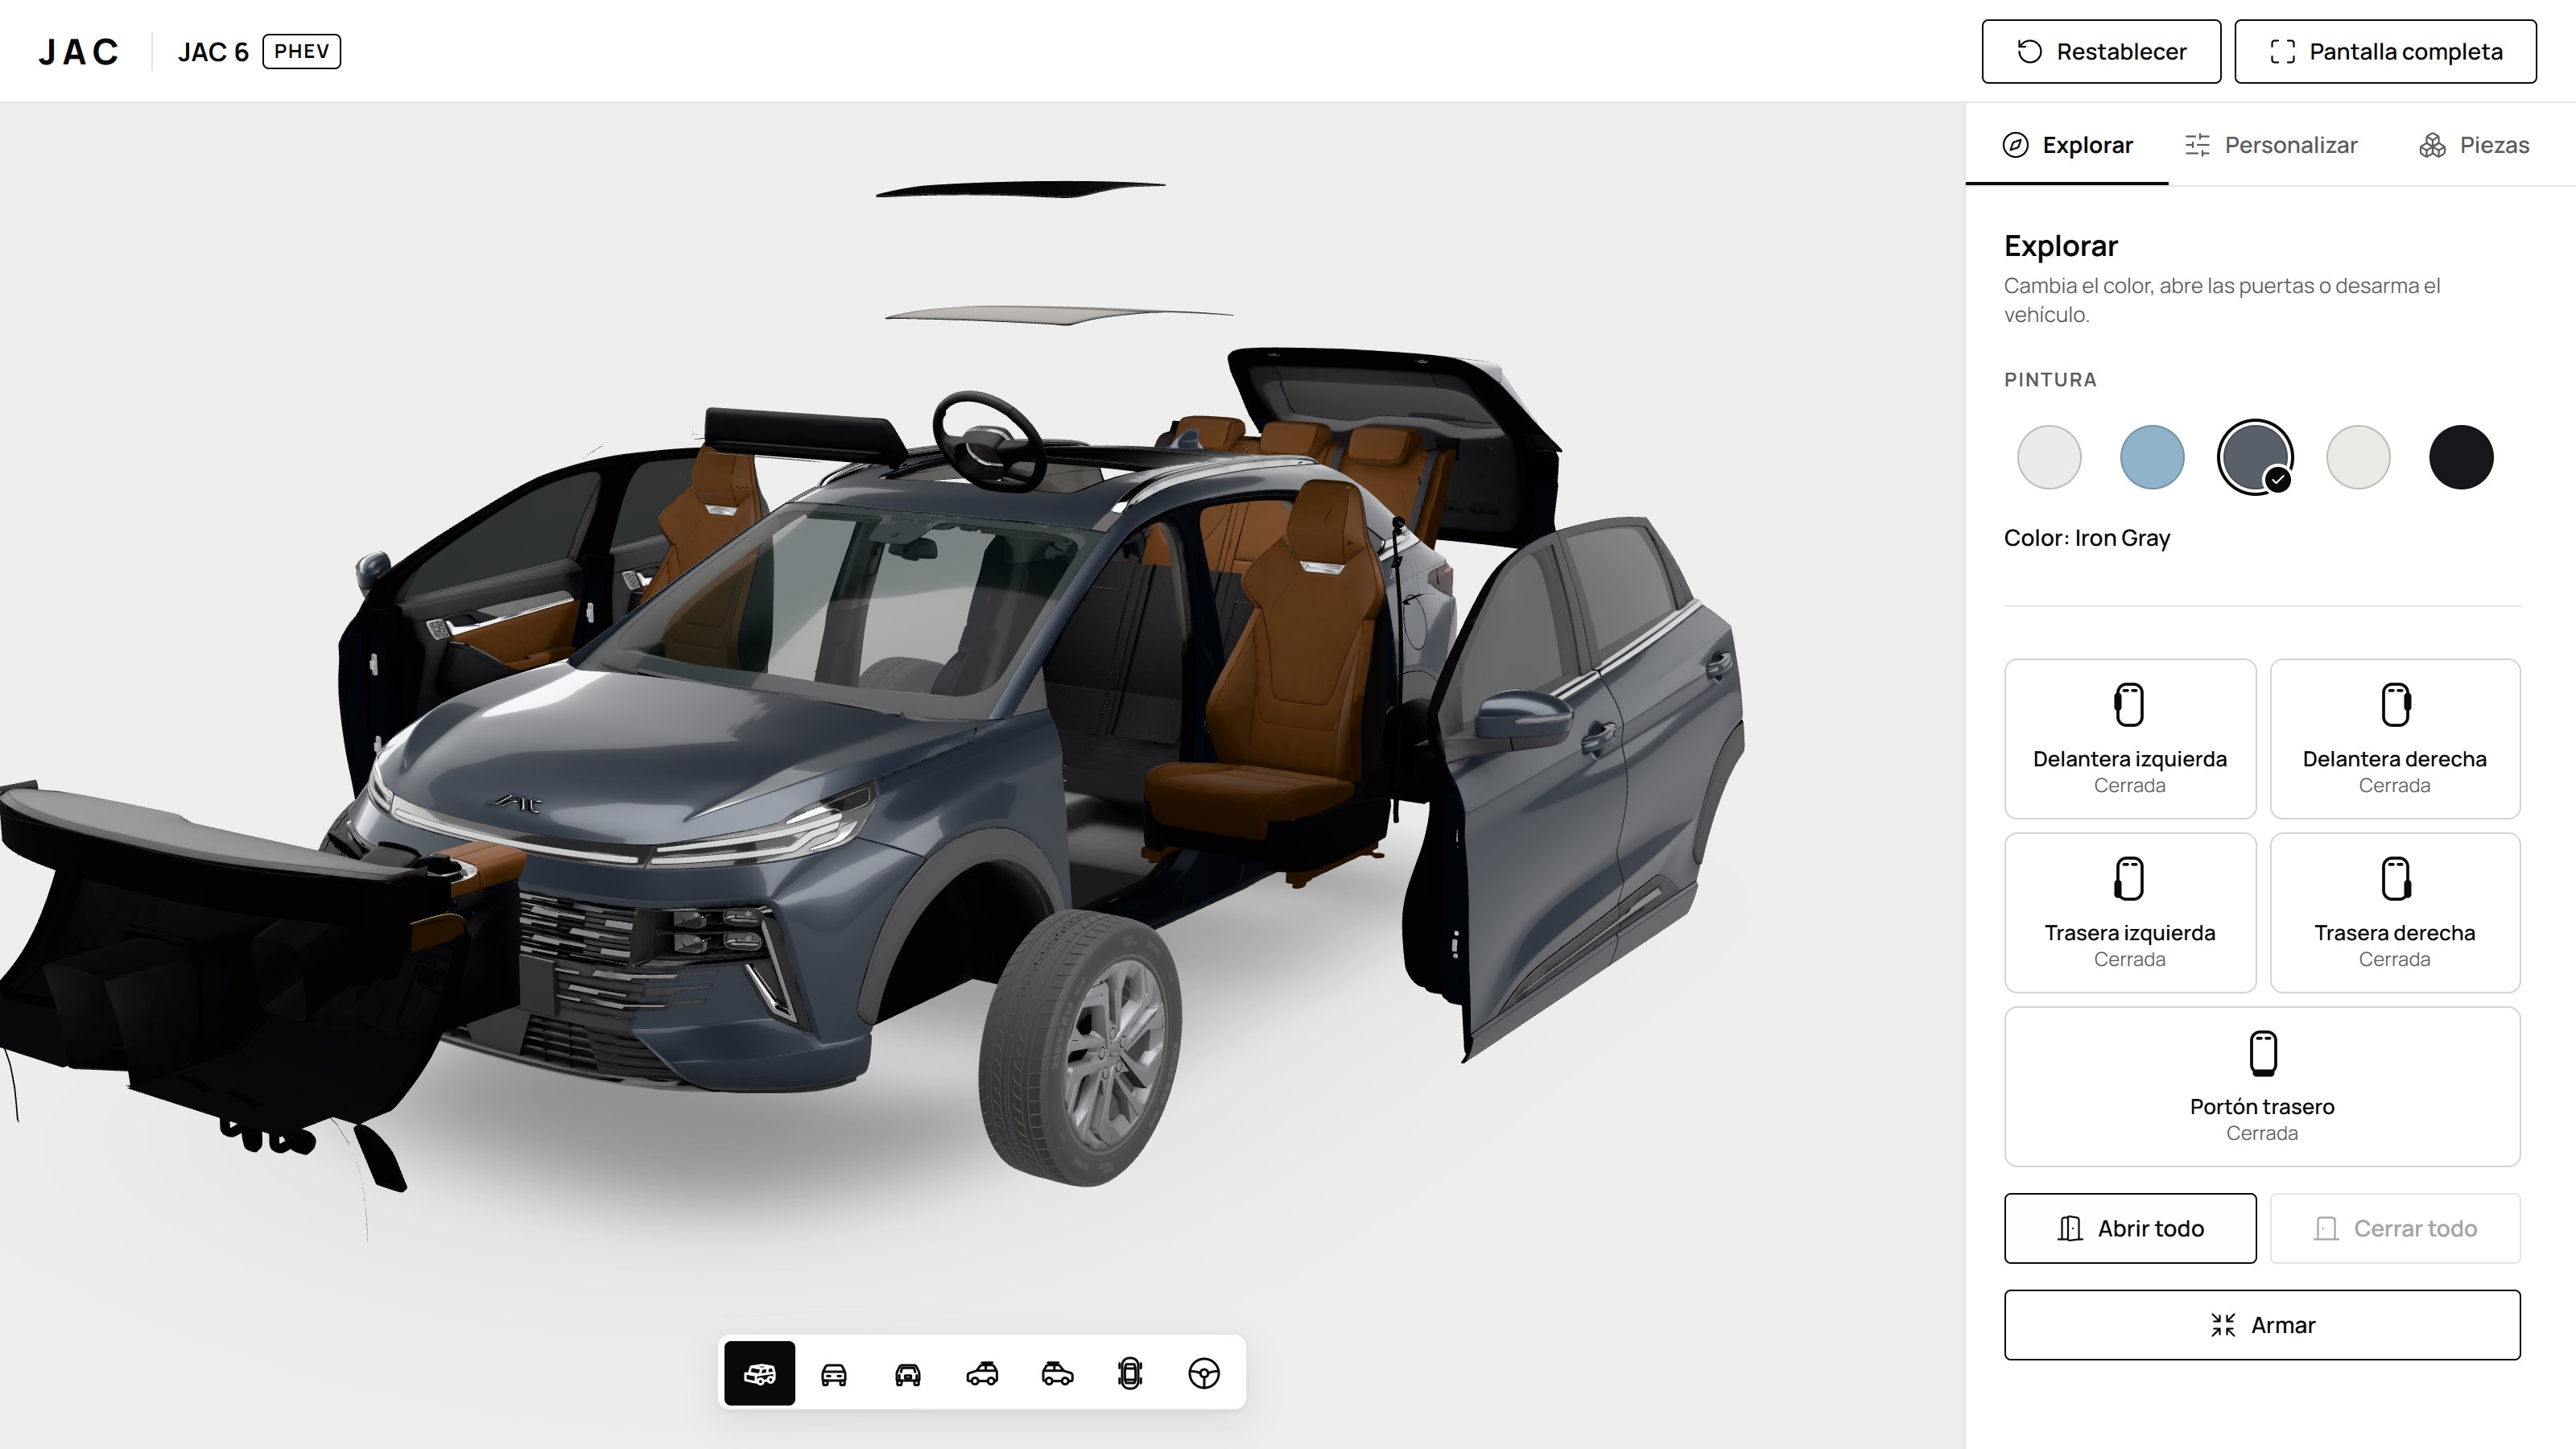 JAC
JAC 6
PHEV
Restablecer
Pantalla completa
Explorar
Personalizar
Piezas
Explorar
Cambia el color, abre las puertas o desarma el
vehículo.
PINTURA
Color: Iron Gray
Delantera izquierda
Cerrada
Delantera derecha
Cerrada
Trasera izquierda
Cerrada
Trasera derecha
Cerrada
Portón trasero
Cerrada
Abrir todo
Cerrar todo
Armar
JAC